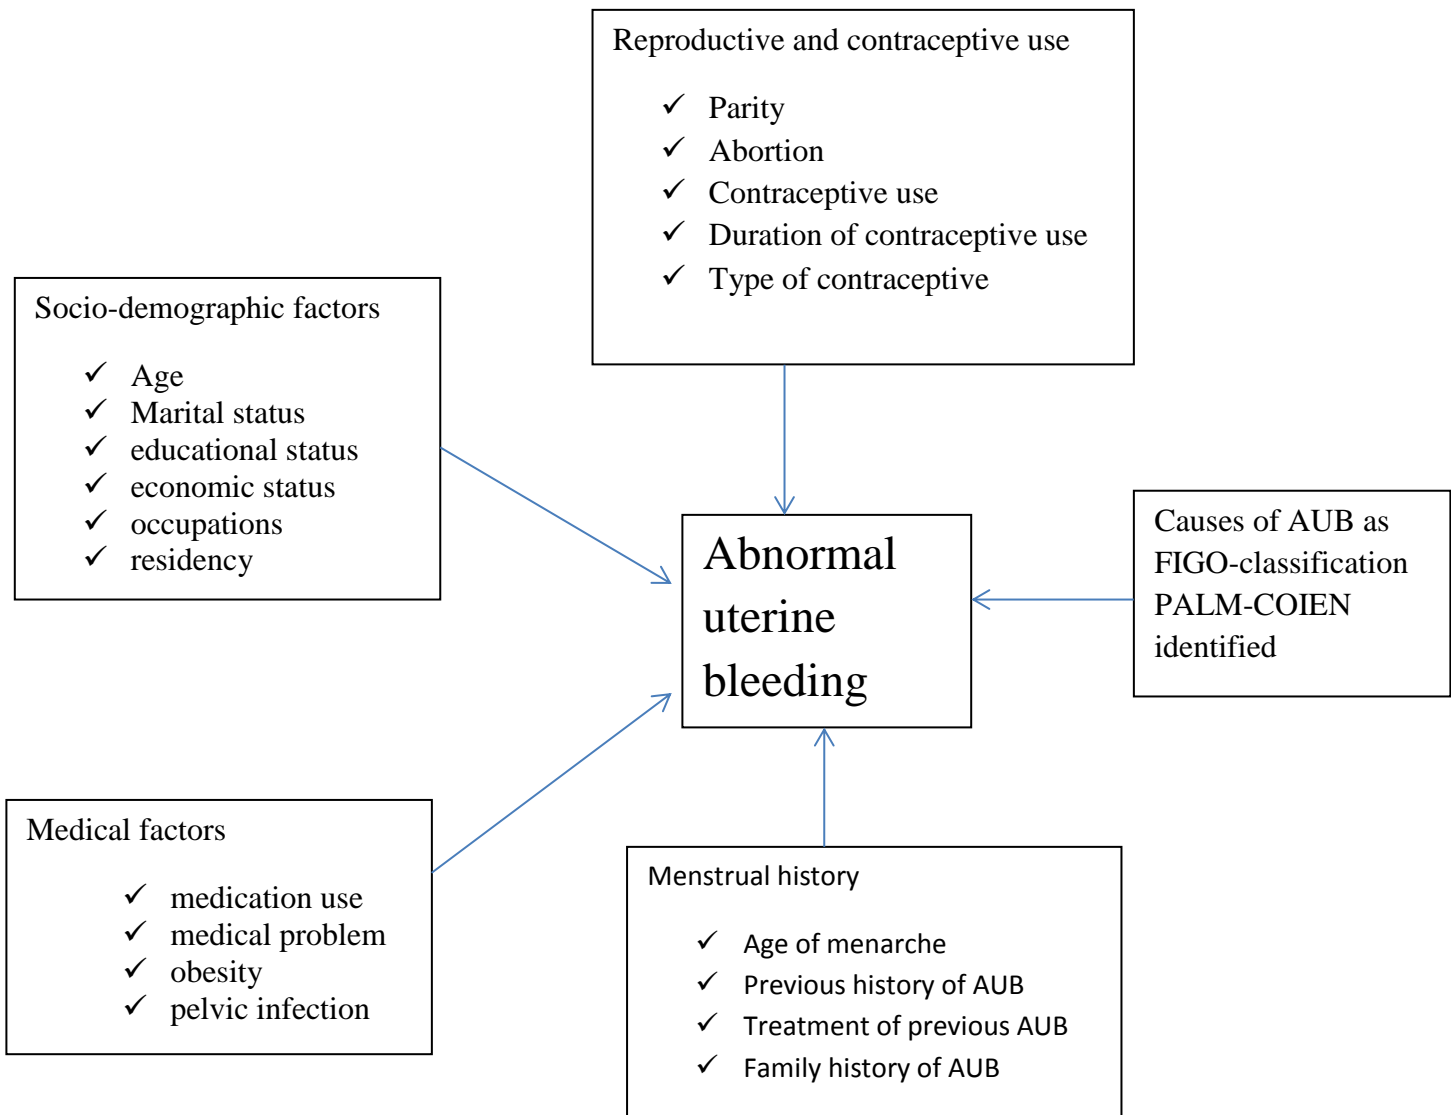 Reproductive and contraceptive use
✓ Parity
✓ Abortion
✓ Contraceptive use
✓ Duration of contraceptive use
✓ Type of contraceptive
Socio-demographic factors
✓ Age
✓ Marital status
✓ educational status
✓ economic status
✓ occupations
✓ residency
Abnormal
uterine
bleeding
Causes of AUB as
FIGO-classification
PALM-COIEN
identified
Medical factors
✓ medication use
✓ medical problem
✓ obesity
✓ pelvic infection
Menstrual history
✓ Age of menarche
✓ Previous history of AUB
✓ Treatment of previous AUB
✓ Family history of AUB